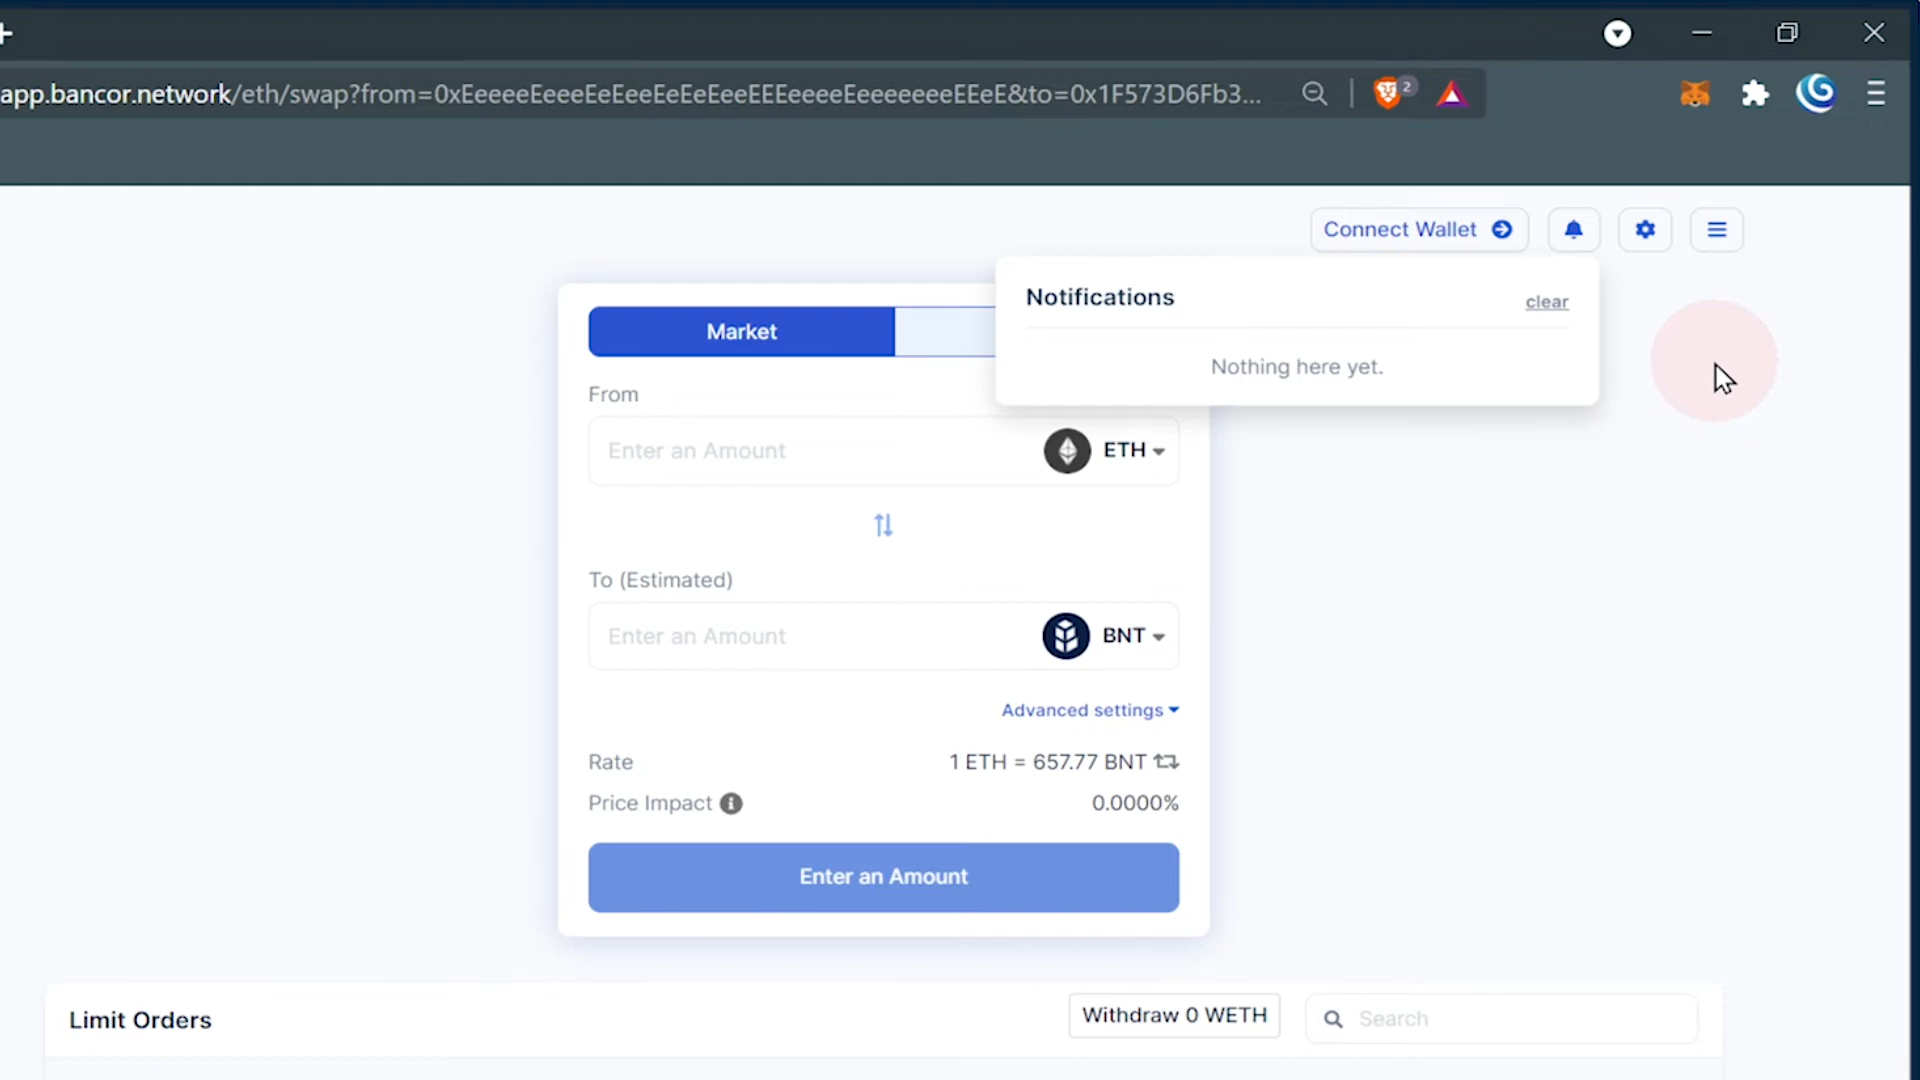 app.bancor.network/eth/swap?from=0xEeeeeEeeeEeEeeEeEeEeeEEEeeeeEeeeeeeeEEeE&to=0x1F573D6Fb3...
2
Connect Wallet
Notifications
clear
Nothing here yet.
Market
From
Enter an Amount
ETH
To (Estimated)
Enter an Amount
BNT
Advanced settings
Rate
1 ETH = 657.77 BNT
Price Impact
0.0000%
Enter an Amount
Limit Orders
Withdraw 0 WETH
Search